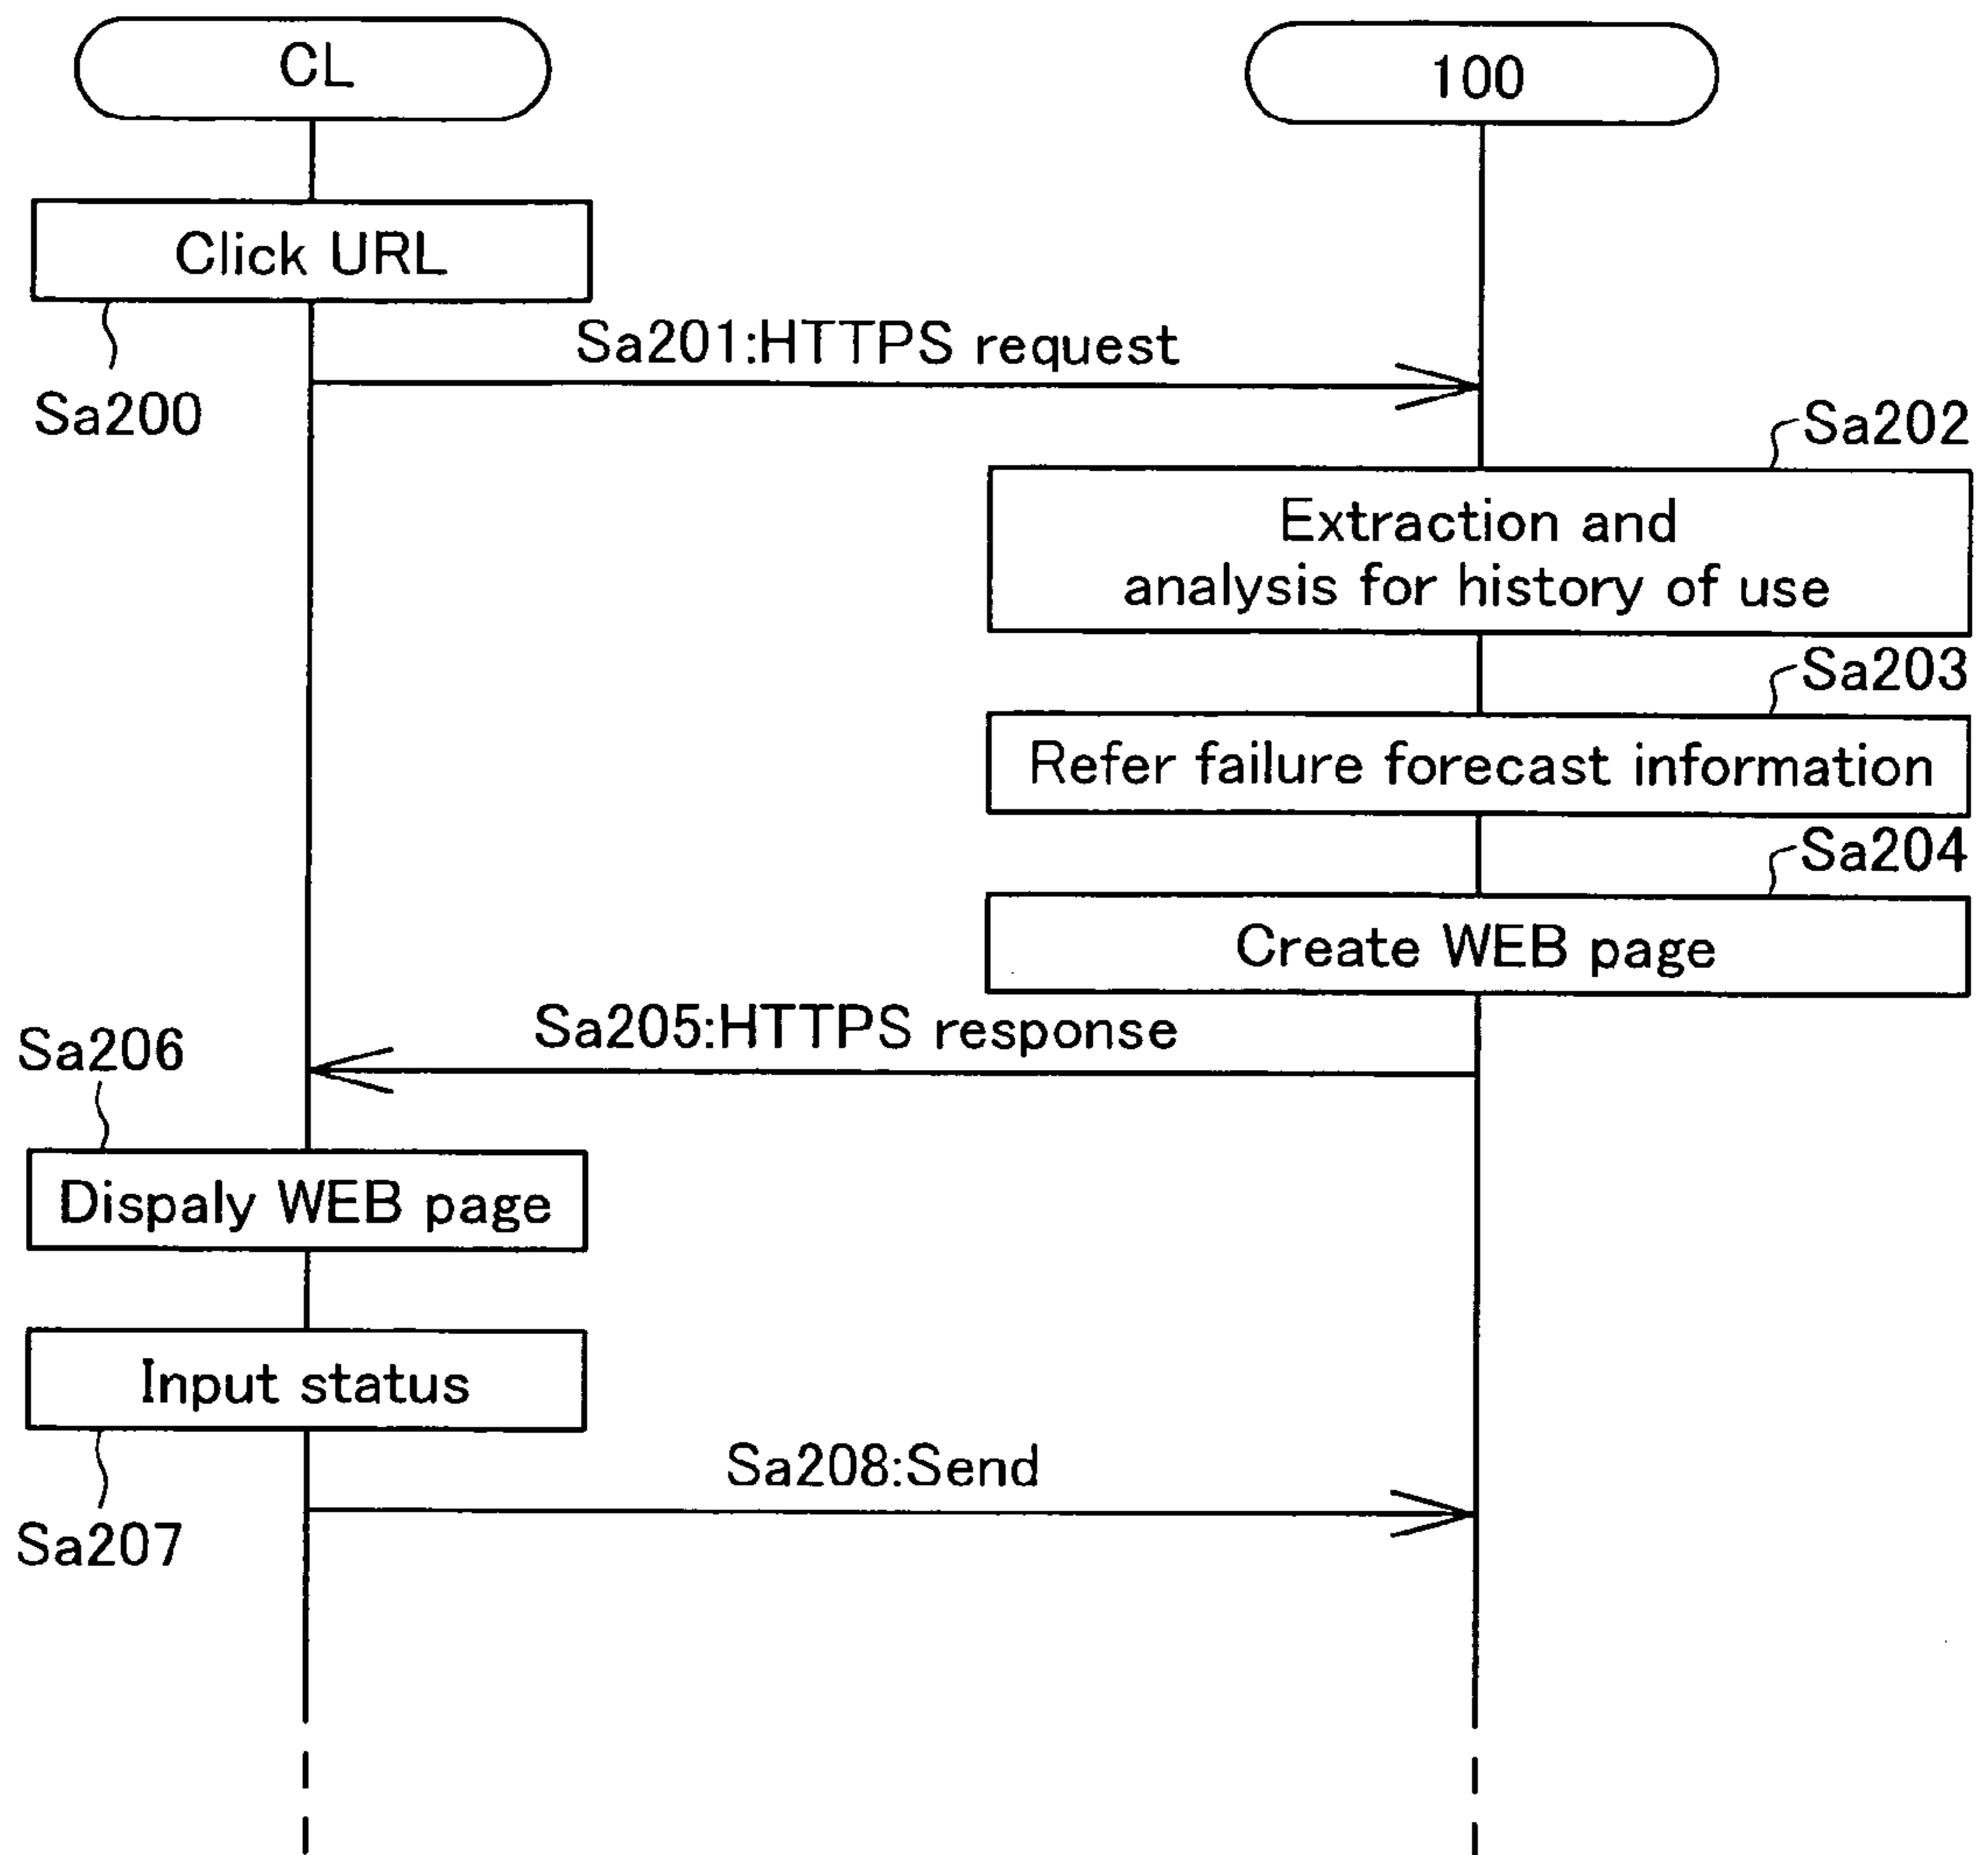 CL
100
Click URL
Sa200
Sa201:HTTPS request
Sa202
Extraction and
analysis for history of use
Sa203
Refer failure forecast information
Sa204
Create WEB page
Sa205:HTTPS response
Sa206
Dispaly WEB page
Input status
Sa207
Sa208:Send